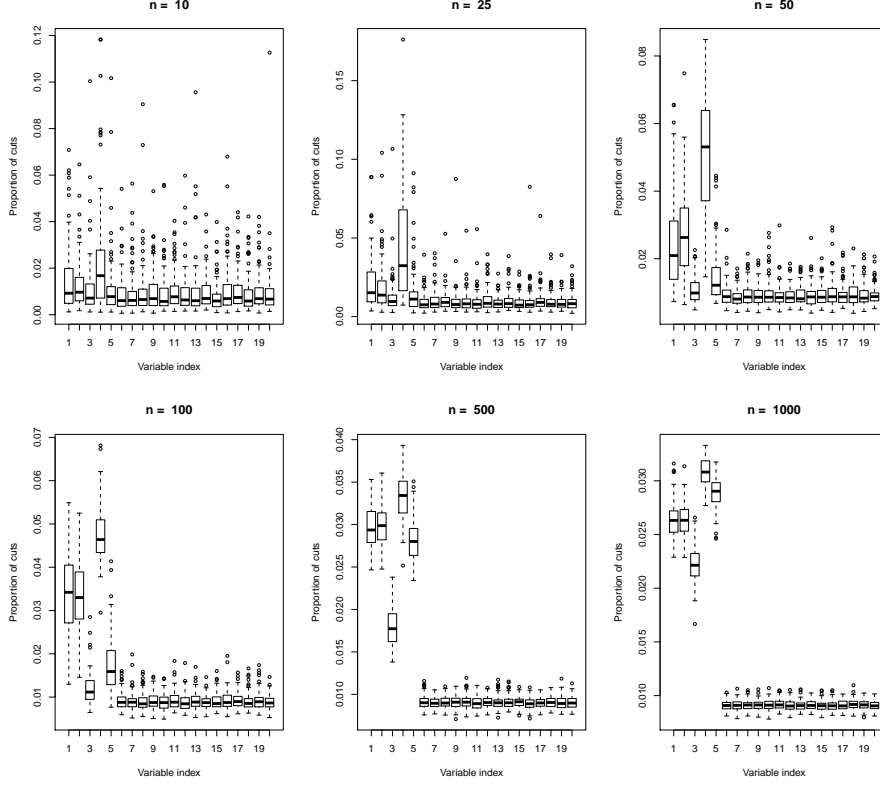 n = 10
0.12
0.10
0.08
0.06
0.04
0.02
0.00
Proportion of cuts
1 3 5 7 9 11 13 15 17 19
Variable index
n = 25
0.15
0.10
0.05
0.00
Proportion of cuts
1 3 5 7 9 11 13 15 17 19
Variable index
n = 50
0.08
0.06
0.04
0.02
Proportion of cuts
1 3 5 7 9 11 13 15 17 19
Variable index
n = 100
0.07
0.06
0.05
0.04
0.03
0.02
0.01
Proportion of cuts
1 3 5 7 9 11 13 15 17 19
Variable index
n = 500
0.040
0.035
0.030
0.025
0.020
0.015
0.010
Proportion of cuts
1 3 5 7 9 11 13 15 17 19
Variable index
n = 1000
0.030
0.025
0.020
0.015
0.010
Proportion of cuts
1 3 5 7 9 11 13 15 17 19
Variable index